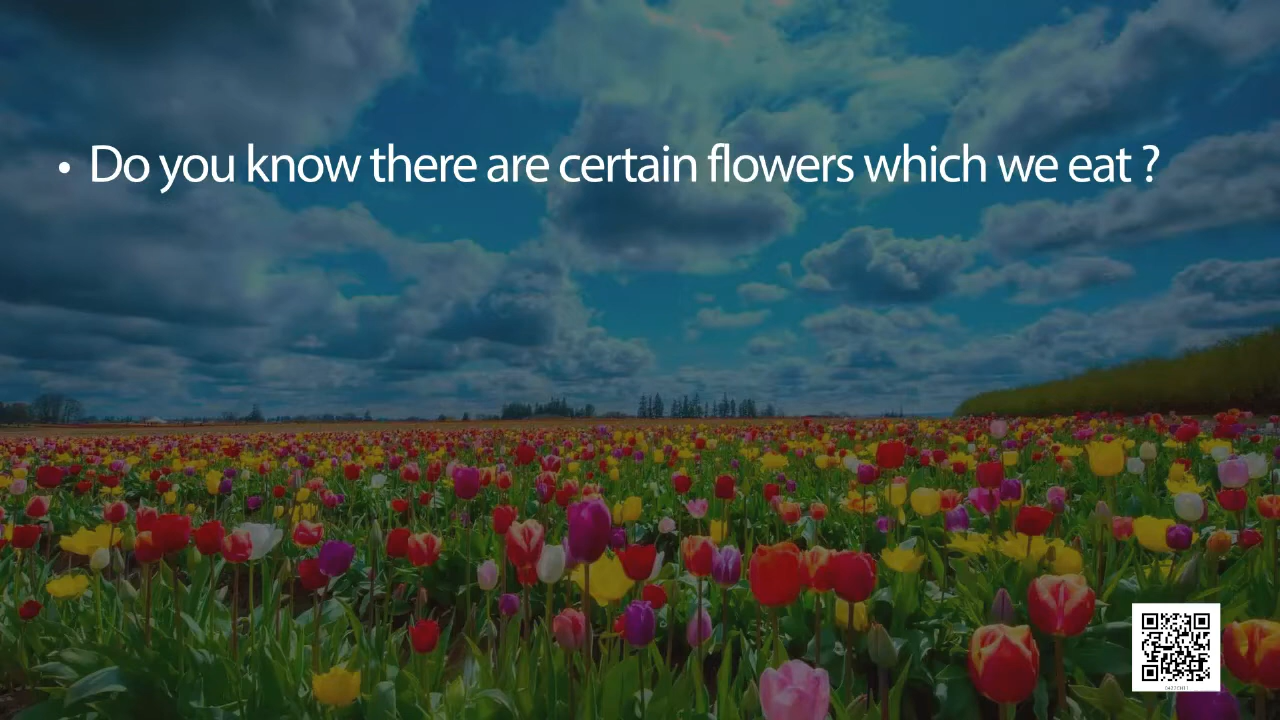 • Do you know there are certain flowers which we eat ?